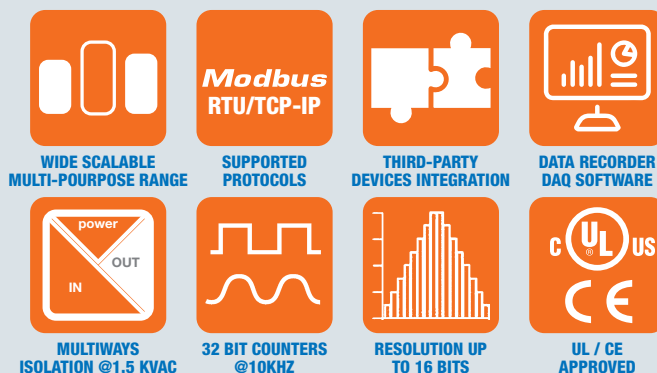 Modbus
RTU/TCP-IP
WIDE SCALABLE
MULTI-POURPOSE RANGE
SUPPORTED
PROTOCOLS
THIRD-PARTY
DEVICES INTEGRATION
DATA RECORDER
DAQ SOFTWARE
power
OUT
IN
C UL ® US
CE
MULTIWAYS
ISOLATION @1.5 KVAC
32 BIT COUNTERS
@10KHZ
RESOLUTION UP
TO 16 BITS
UL / CE
APPROVED